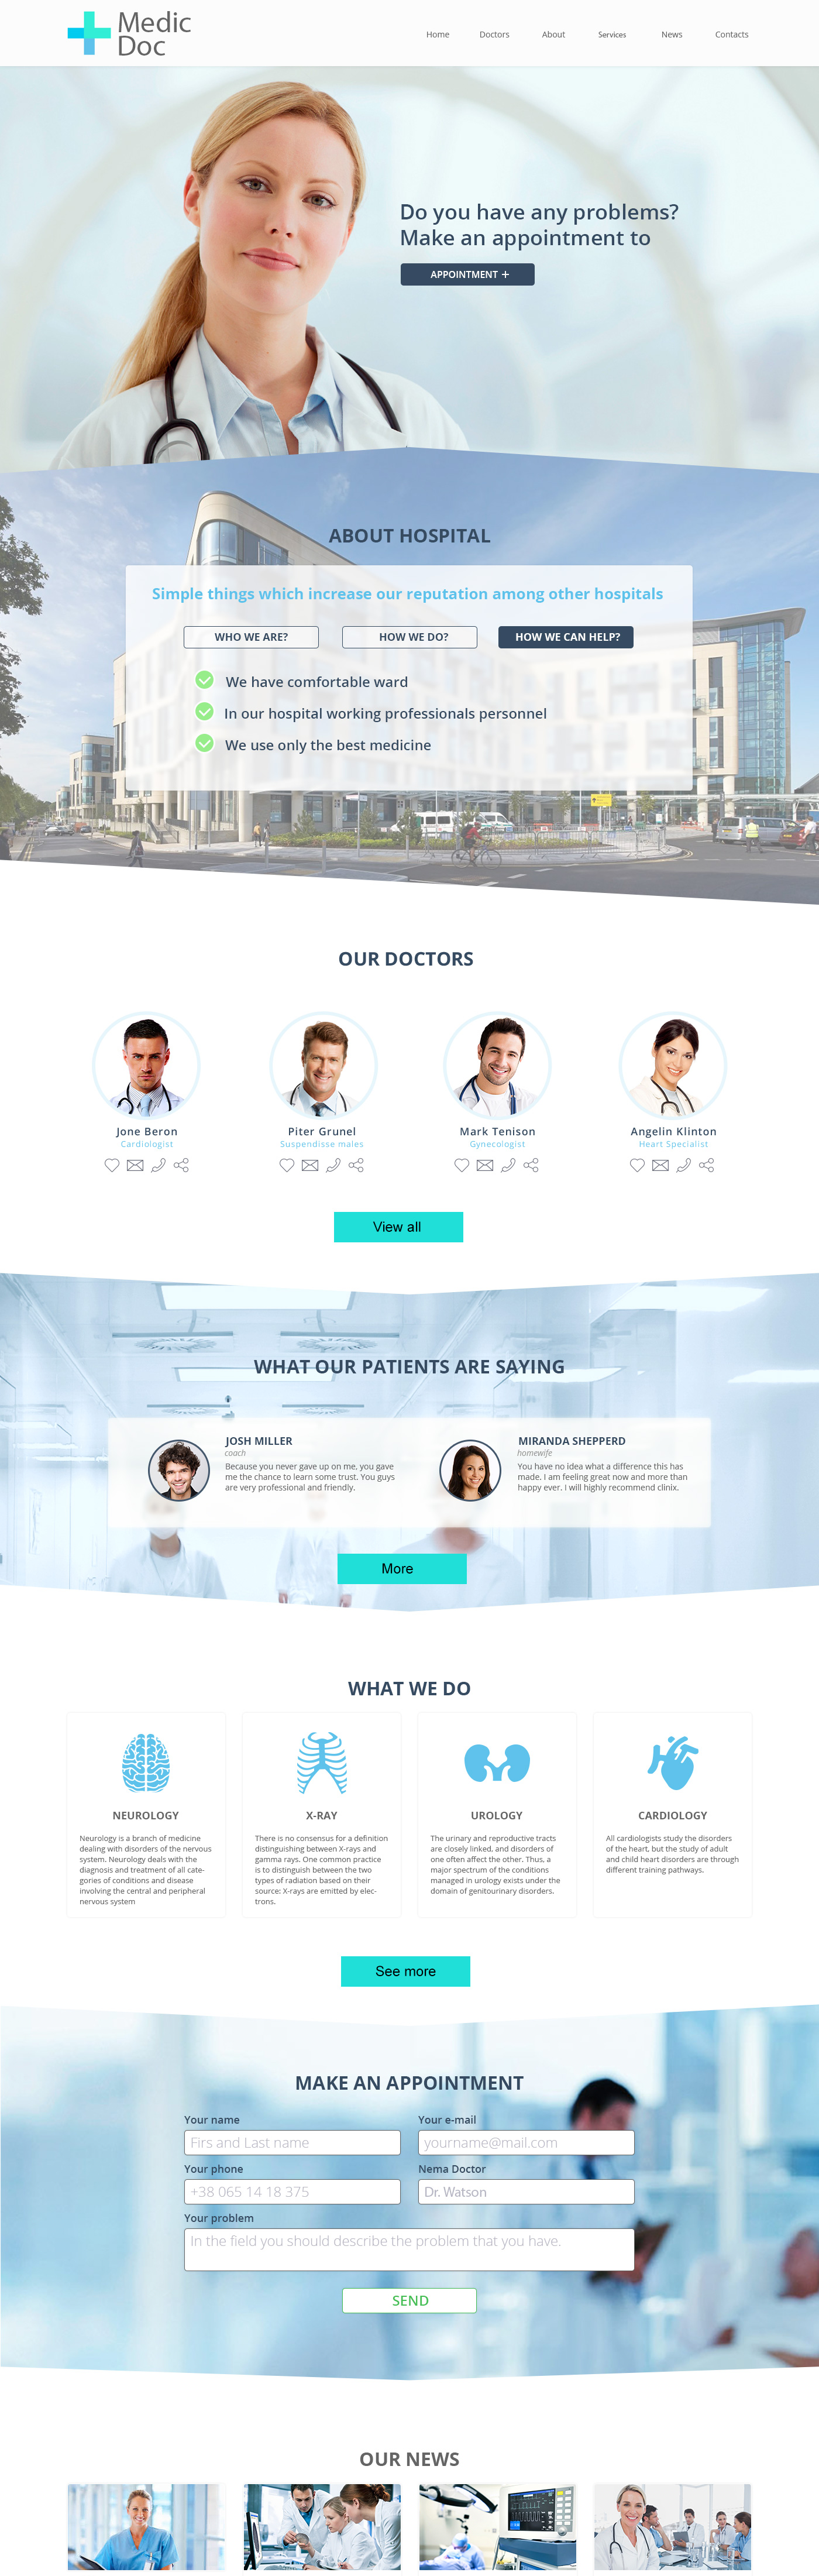 Medic
Doc
Home Doctors About Services News Contacts
Do you have any problems?
Make an appointment to
APPOINTMENT +
ABOUT HOSPITAL
Simple things which increase our reputation among other hospitals
WHO WE ARE? HOW WE DO? HOW WE CAN HELP?
We have comfortable ward
In our hospital working professionals personnel
We use only the best medicine
OUR DOCTORS
Jone Beron
Cardiologist
Piter Grunel
Suspendisse males
Mark Tenison
Gynecologist
Angelin Klinton
Heart Specialist
View all
WHAT OUR PATIENTS ARE SAYING
JOSH MILLER
coach
Because you never gave up on me, you gave
me the chance to learn some trust. You guys
are very professional and friendly.
MIRANDA SHEPPERD
homewife
You have no idea what a difference this has
made. I am feeling great now and more than
happy ever. I will highly recommend clinix.
More
WHAT WE DO
NEUROLOGY
Neurology is a branch of medicine
dealing with disorders of the nervous
system. Neurology deals with the
diagnosis and treatment of all cate-
gories of conditions and disease
involving the central and peripheral
nervous system
X-RAY
There is no consensus for a definition
distinguishing between X-rays and
gamma rays. One common practice
is to distinguish between the two
types of radiation based on their
source: X-rays are emitted by elec-
trons.
UROLOGY
The urinary and reproductive tracts
are closely linked, and disorders of
one often affect the other. Thus, a
major spectrum of the conditions
managed in urology exists under the
domain of genitourinary disorders.
CARDIOLOGY
All cardiologists study the disorders
of the heart, but the study of adult
and child heart disorders are through
different training pathways.
See more
MAKE AN APPOINTMENT
Your name
Firs and Last name
Your e-mail
yourname@mail.com
Your phone
+38 065 14 18 375
Nema Doctor
Dr. Watson
Your problem
In the field you should describe the problem that you have.
SEND
OUR NEWS